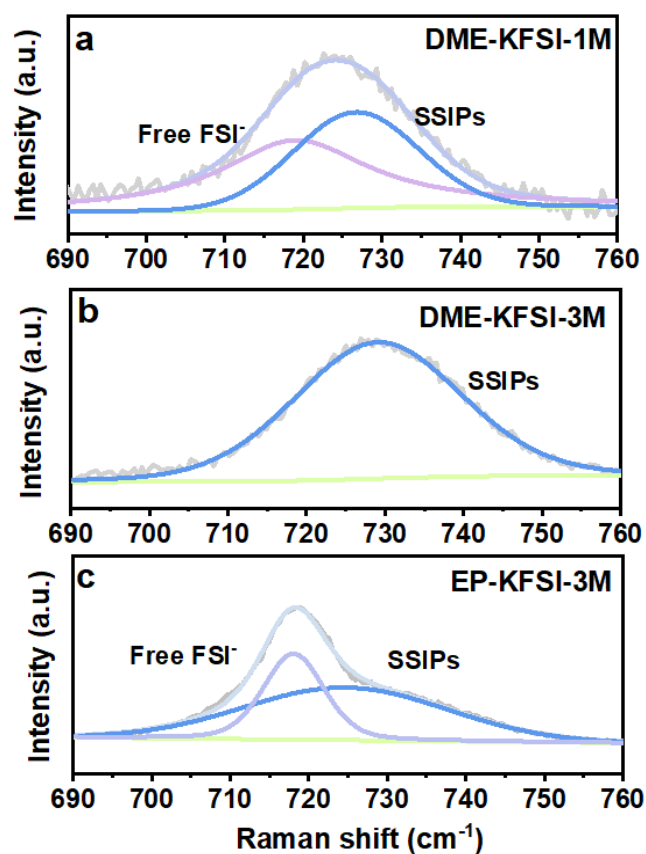 a
DME-KFSI-1M
Free FSI⁻
SSIPs
Intensity (a.u.)
690 700 710 720 730 740 750 760
b
DME-KFSI-3M
SSIPs
Intensity (a.u.)
690 700 710 720 730 740 750 760
c
EP-KFSI-3M
Free FSI⁻
SSIPs
Intensity (a.u.)
690 700 710 720 730 740 750 760
Raman shift (cm⁻¹)